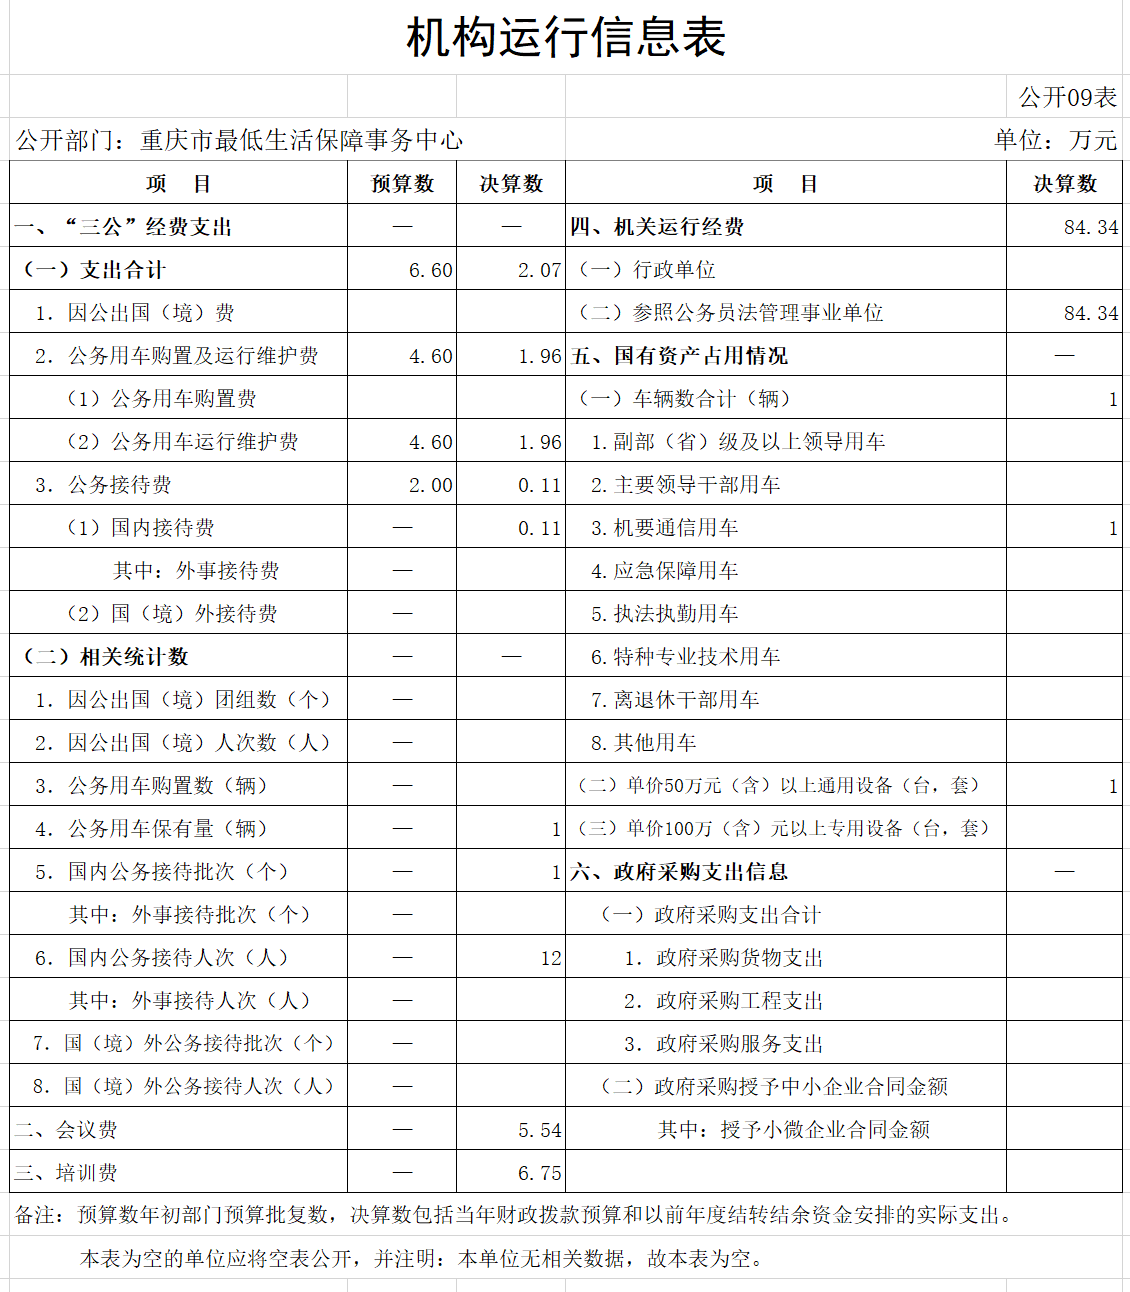 机构运行信息表
公开09表
公开部门：重庆市最低生活保障事务中心 单位：万元
项 目 预算数 决算数 项 目 决算数
一、“三公”经费支出 — — 四、机关运行经费 84.34
（一）支出合计 6.60 2.07 （一）行政单位
1．因公出国（境）费 （二）参照公务员法管理事业单位 84.34
2．公务用车购置及运行维护费 4.60 1.96 五、国有资产占用情况 —
（1）公务用车购置费 （一）车辆数合计（辆） 1
（2）公务用车运行维护费 4.60 1.96 1.副部（省）级及以上领导用车
3．公务接待费 2.00 0.11 2.主要领导干部用车
（1）国内接待费 — 0.11 3.机要通信用车 1
其中：外事接待费 — 4.应急保障用车
（2）国（境）外接待费 — 5.执法执勤用车
（二）相关统计数 — — 6.特种专业技术用车
1．因公出国（境）团组数（个） — 7.离退休干部用车
2．因公出国（境）人次数（人） — 8.其他用车
3．公务用车购置数（辆） — （二）单价50万元（含）以上通用设备（台，套） 1
4．公务用车保有量（辆） — 1 （三）单价100万（含）元以上专用设备（台，套）
5．国内公务接待批次（个） — 1 六、政府采购支出信息 —
其中：外事接待批次（个） — （一）政府采购支出合计
6．国内公务接待人次（人） — 12 1．政府采购货物支出
其中：外事接待人次（人） — 2．政府采购工程支出
7．国（境）外公务接待批次（个） — 3．政府采购服务支出
8．国（境）外公务接待人次（人） — （二）政府采购授予中小企业合同金额
二、会议费 — 5.54 其中：授予小微企业合同金额
三、培训费 — 6.75
备注：预算数年初部门预算批复数，决算数包括当年财政拨款预算和以前年度结转结余资金安排的实际支出。
本表为空的单位应将空表公开，并注明：本单位无相关数据，故本表为空。